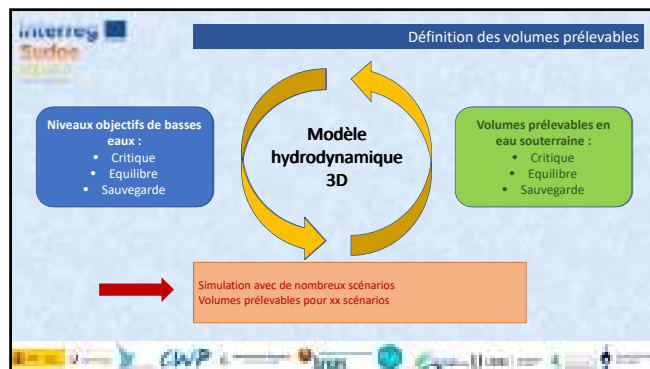 Interreg
Sudoe
Définition des volumes prélevables
Niveaux objectifs de basses
eaux :
• Critique
• Equilibre
• Sauvegarde
Modèle
hydrodynamique
3D
Volumes prélevables en
eau souterraine :
• Critique
• Equilibre
• Sauvegarde
Simulation avec de nombreux scénarios
Volumes prélevables pour xx scénarios
CWP